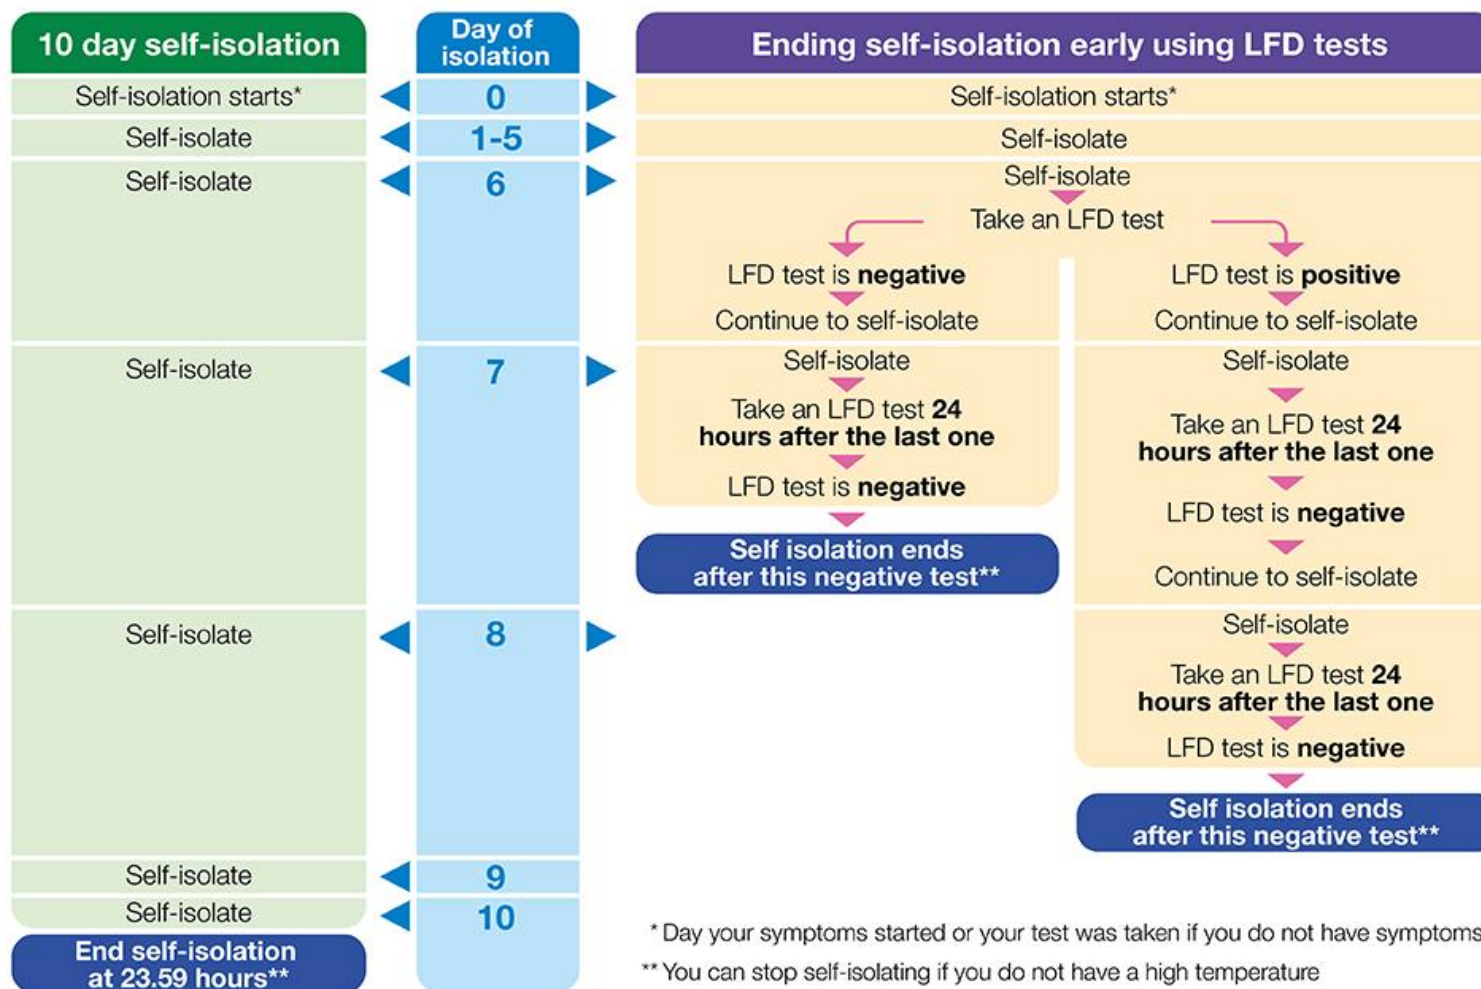 10 day self-isolation
Day of
isolation
Ending self-isolation early using LFD tests
Self-isolation starts*
0
Self-isolation starts*
Self-isolate
1-5
Self-isolate
Self-isolate
6
Self-isolate
Take an LFD test
LFD test is negative
LFD test is positive
Continue to self-isolate
Continue to self-isolate
Self-isolate
7
Self-isolate
Self-isolate
Take an LFD test 24
hours after the last one
Take an LFD test 24
hours after the last one
LFD test is negative
LFD test is negative
Self isolation ends
after this negative test**
Continue to self-isolate
Self-isolate
8
Self-isolate
Take an LFD test 24
hours after the last one
LFD test is negative
Self isolation ends
after this negative test**
Self-isolate
9
Self-isolate
10
End self-isolation
at 23.59 hours**
* Day your symptoms started or your test was taken if you do not have symptoms
** You can stop self-isolating if you do not have a high temperature